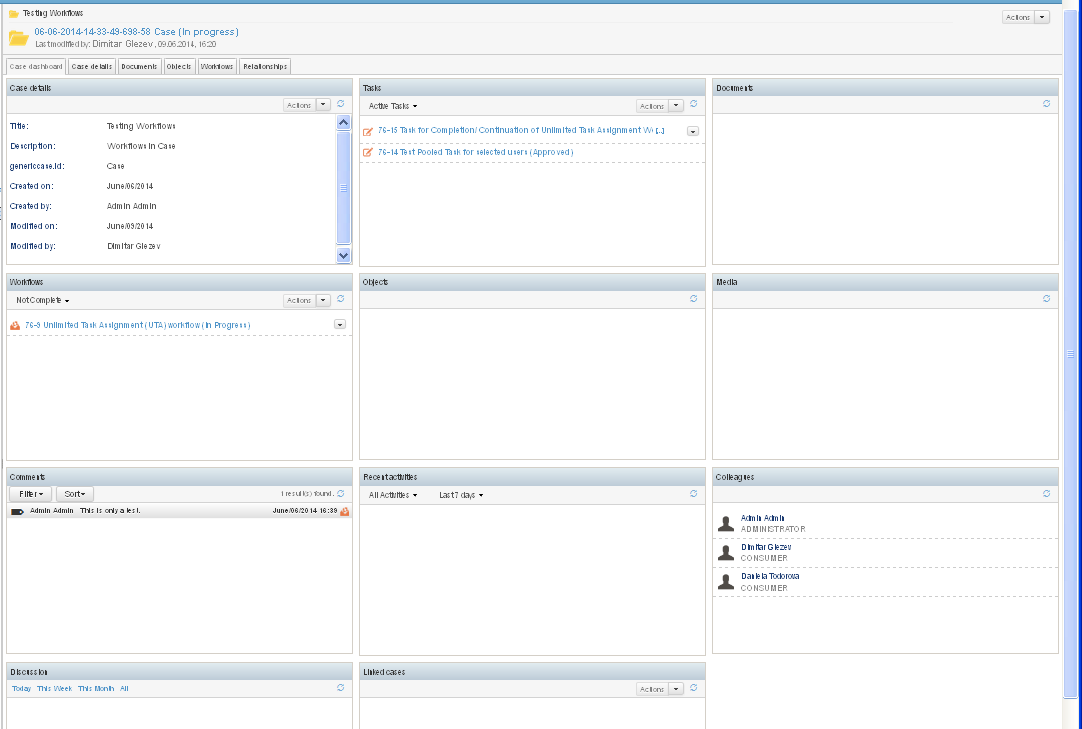 Testing Workflows
Actions
06-06-2014-14-33-49-698-58 Case (In progress)
Last modified by: Dimitar Glezev, 09.06.2014, 16:20
Case dashboard Case details Documents Objects Workflows Relationships
Case details
Actions
Title: Testing Workflows
Description: Workflows in Case
genericcase.id: Case
Created on: June/06/2014
Created by: Admin Admin
Modified on: June/09/2014
Modified by: Dimitar Glezev
Tasks
Active Tasks Actions
76-15 Task for Completion/ Continuation of Unlimited Task Assignment W [...]
76-14 Test Pooled Task for selected users (Approved)
Documents
Workflows
Not Complete Actions
76-9 Unlimited Task Assignment (UTA) workflow (In Progress)
Objects
Media
Comments
Filter Sort 1 result(s) found.
Admin Admin This is only a test. June/06/2014 16:39
Recent activities
All Activities Last 7 days
Colleagues
Admin Admin
ADMINISTRATOR
Dimitar Glezev
CONSUMER
Daniela Todorova
CONSUMER
Discussion
Today This Week This Month All
Linked cases
Actions